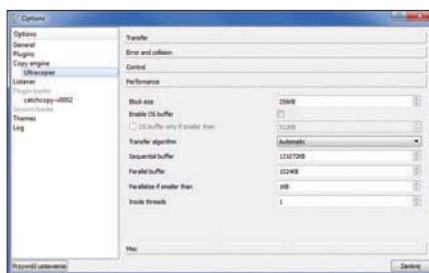 Options
Options
General
Plugins
Copy engine
Ultracopier
Listener
Plugin loader
catchcopy-v0002
Session loader
Themes
Log
Transfer
Error and collision
Control
Performance
Block size 256KB
Enable OS buffer
OS buffer only if smaller than 512KB
Transfer algorithm Automatic
Sequential buffer 131072KB
Parallel buffer 1024KB
Parallelize if smaller than 1KB
Inode threads 1
Misc
Przywróć ustawienia Zamknij